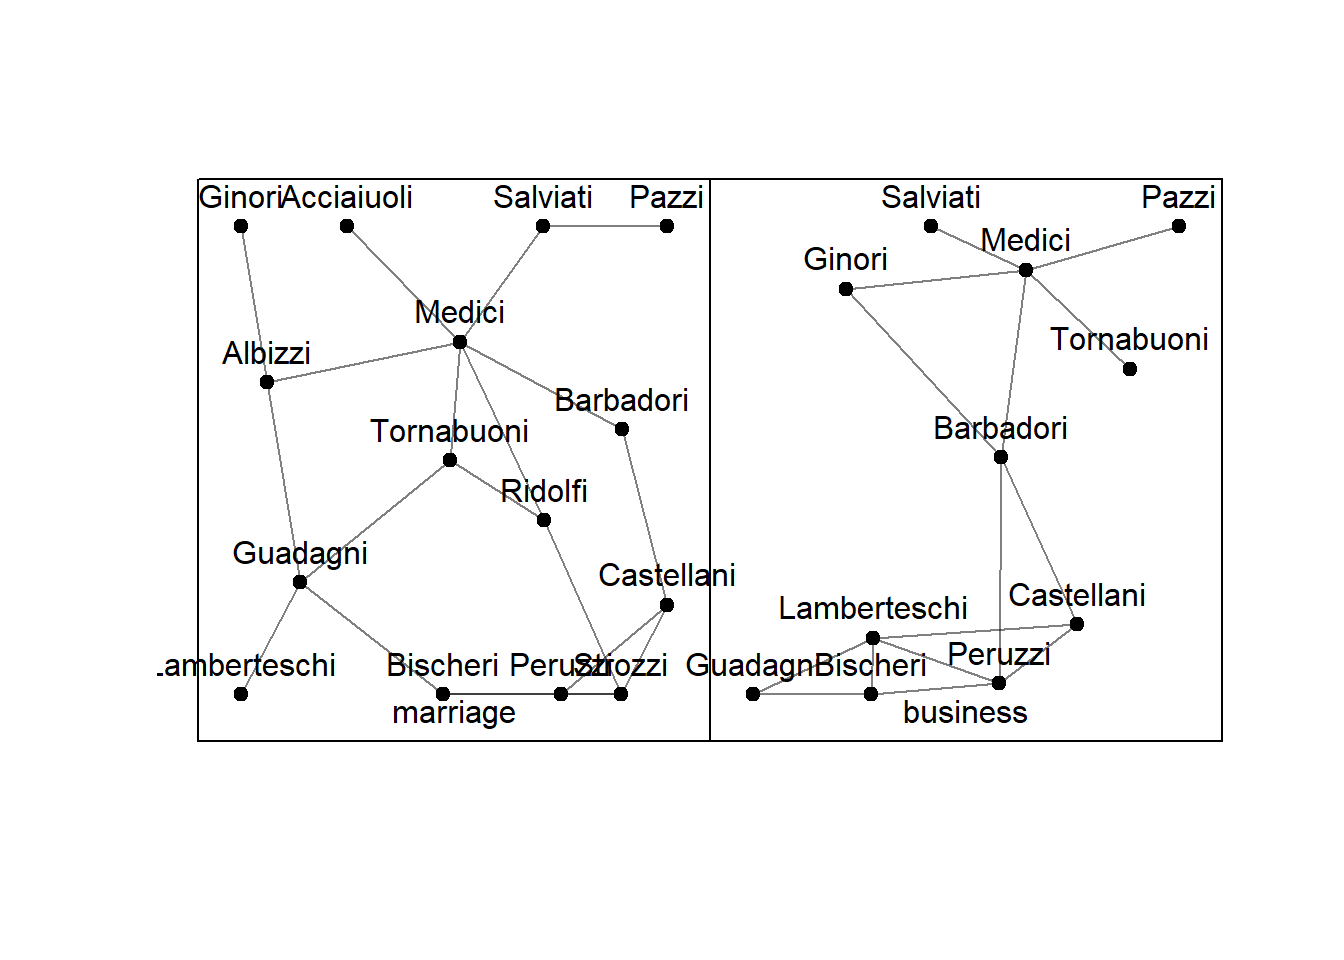 Ginori
Acciaiuoli
Salviati
Pazzi
Medici
Albizzi
Barbadori
Tornabuoni
Ridolfi
Guadagni
Castellani
amberteschi
Bischeri
Peruzzi
Strozzi
marriage
Salviati
Pazzi
Medici
Ginori
Tornabuoni
Barbadori
Castellani
Lamberteschi
Peruzzi
Guadagni
Bischeri
business